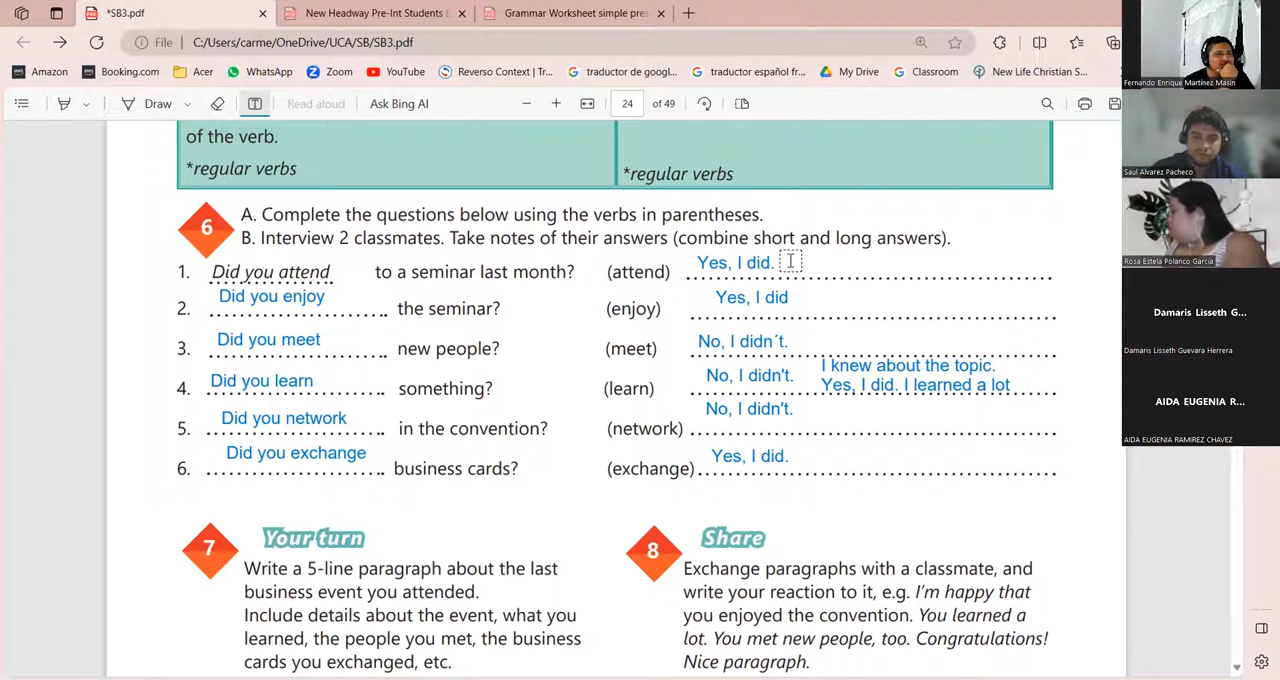 *SB3.pdf
New Headway Pre-Int Students E
Grammar Worksheet simple pres
File
C:/Users/carme/OneDrive/UCA/SB/SB3.pdf
Amazon
Booking.com
Acer
WhatsApp
Zoom
YouTube
Reverso Context | Tr...
traductor de googl...
traductor español fr...
My Drive
Classroom
New Life Christian S...
Draw
Read aloud
Ask Bing AI
24 of 49
of the verb.
*regular verbs
*regular verbs
6
A. Complete the questions below using the verbs in parentheses.
B. Interview 2 classmates. Take notes of their answers (combine short and long answers).
1. Did you attend to a seminar last month? (attend) Yes, I did.
2. Did you enjoy the seminar? (enjoy) Yes, I did
3. Did you meet new people? (meet) No, I didn´t.
4. Did you learn something? (learn) No, I didn't. I knew about the topic.
Yes, I did. I learned a lot
5. Did you network in the convention? (network) No, I didn't.
6. Did you exchange business cards? (exchange) Yes, I did.
7 Your turn
Write a 5-line paragraph about the last
business event you attended.
Include details about the event, what you
learned, the people you met, the business
cards you exchanged, etc.
8 Share
Exchange paragraphs with a classmate, and
write your reaction to it, e.g. I'm happy that
you enjoyed the convention. You learned a
lot. You met new people, too. Congratulations!
Nice paragraph.
Fernando Enrique Martínez Masin
Saul Alvarez Pacheco
Rosa Estela Polanco García
Damaris Lisseth G...
Damaris Lisseth Guevara Herrera
AIDA EUGENIA R...
AIDA EUGENIA RAMIREZ CHAVEZ